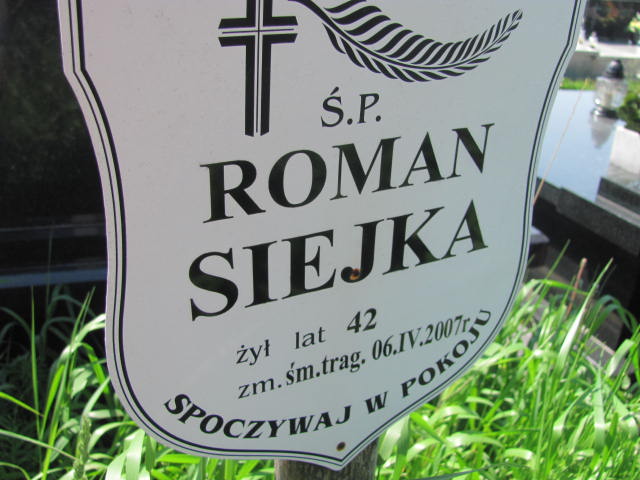 Ś.P.
ROMAN
SIEJKA
żył lat 42
zm. śm.trag. 06.IV.2007r.
SPOCZYWAJ W POKOJU